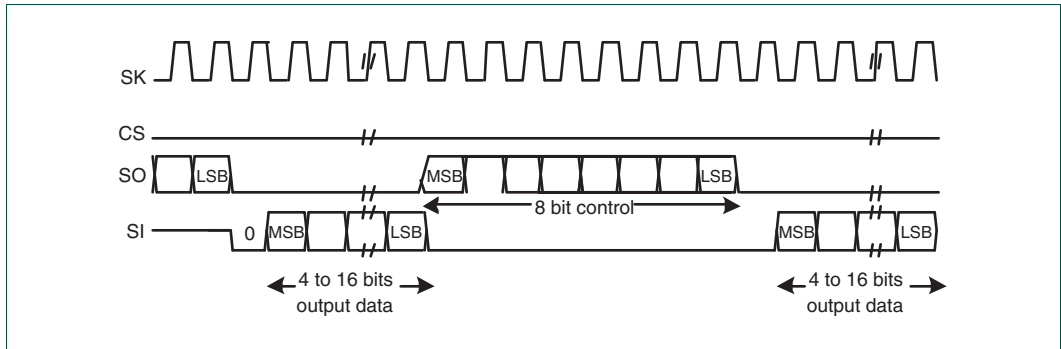 SK
CS
SO LSB MSB LSB
8 bit control
SI 0 MSB LSB MSB LSB
4 to 16 bits 4 to 16 bits
output data output data